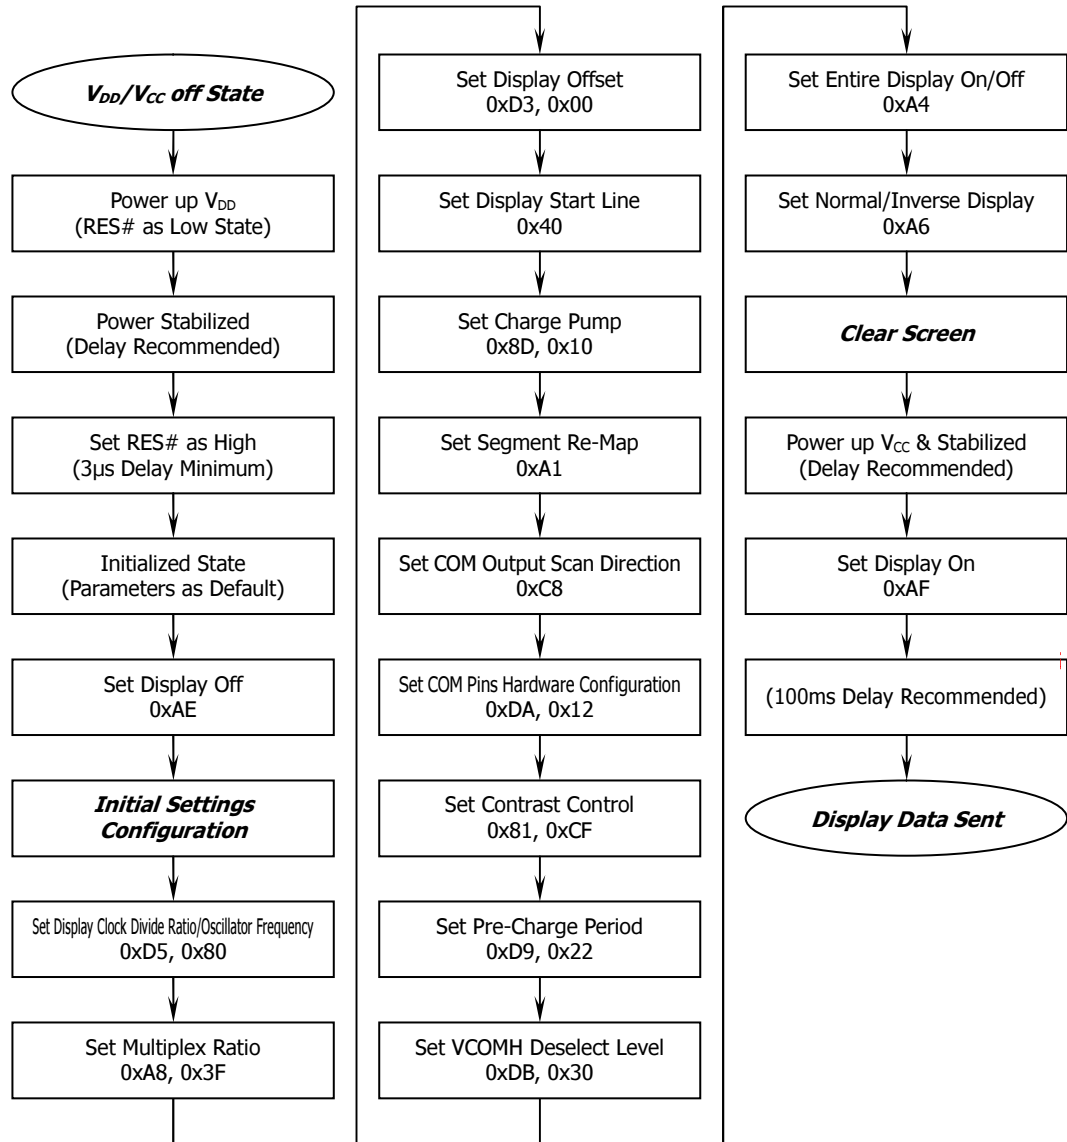 V_DD/V_CC off State
Power up V_DD
(RES# as Low State)
Power Stabilized
(Delay Recommended)
Set RES# as High
(3μs Delay Minimum)
Initialized State
(Parameters as Default)
Set Display Off
0xAE
Initial Settings
Configuration
Set Display Clock Divide Ratio/Oscillator Frequency
0xD5, 0x80
Set Multiplex Ratio
0xA8, 0x3F
Set Display Offset
0xD3, 0x00
Set Display Start Line
0x40
Set Charge Pump
0x8D, 0x10
Set Segment Re-Map
0xA1
Set COM Output Scan Direction
0xC8
Set COM Pins Hardware Configuration
0xDA, 0x12
Set Contrast Control
0x81, 0xCF
Set Pre-Charge Period
0xD9, 0x22
Set VCOMH Deselect Level
0xDB, 0x30
Set Entire Display On/Off
0xA4
Set Normal/Inverse Display
0xA6
Clear Screen
Power up V_CC & Stabilized
(Delay Recommended)
Set Display On
0xAF
(100ms Delay Recommended)
Display Data Sent